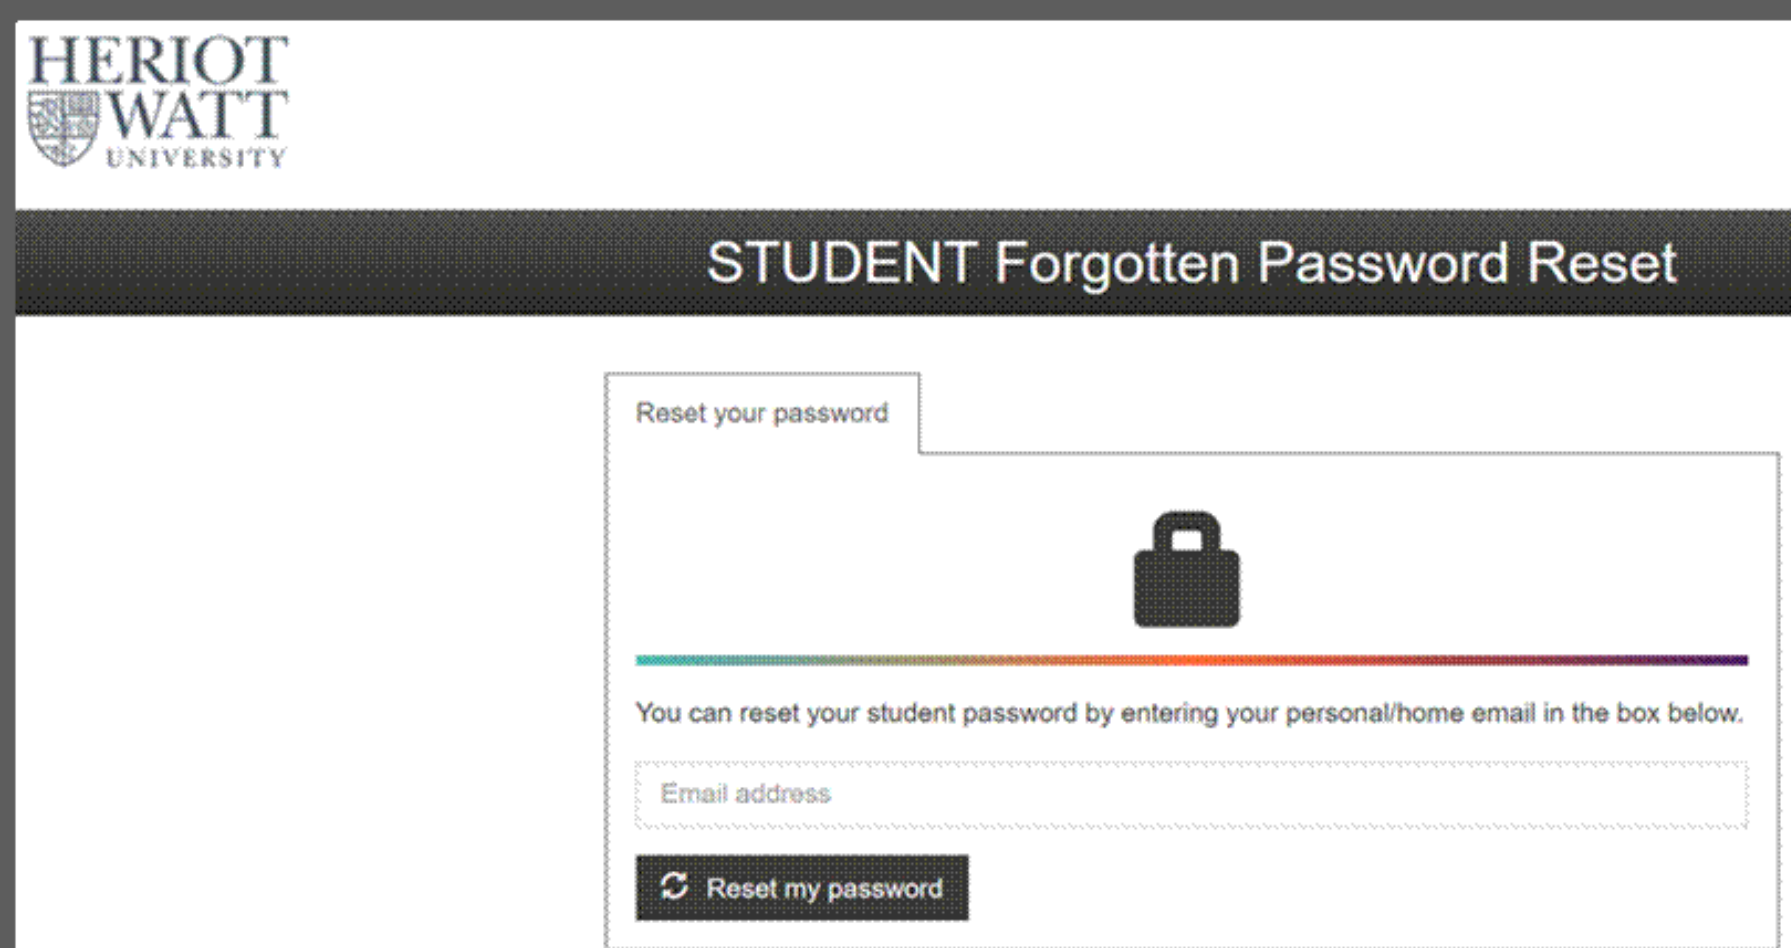 HERIOT
WATT
UNIVERSITY
STUDENT Forgotten Password Reset
Reset your password
You can reset your student password by entering your personal/home email in the box below.
Email address
Reset my password